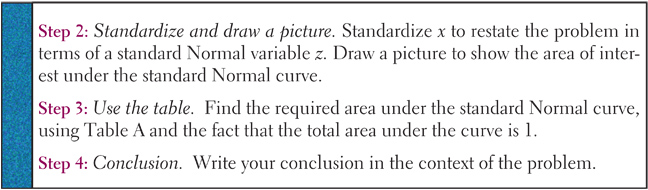 Step 2: Standardize and draw a picture. Standardize x to restate the problem in
terms of a standard Normal variable z. Draw a picture to show the area of inter-
est under the standard Normal curve.
Step 3: Use the table. Find the required area under the standard Normal curve,
using Table A and the fact that the total area under the curve is 1.
Step 4: Conclusion. Write your conclusion in the context of the problem.